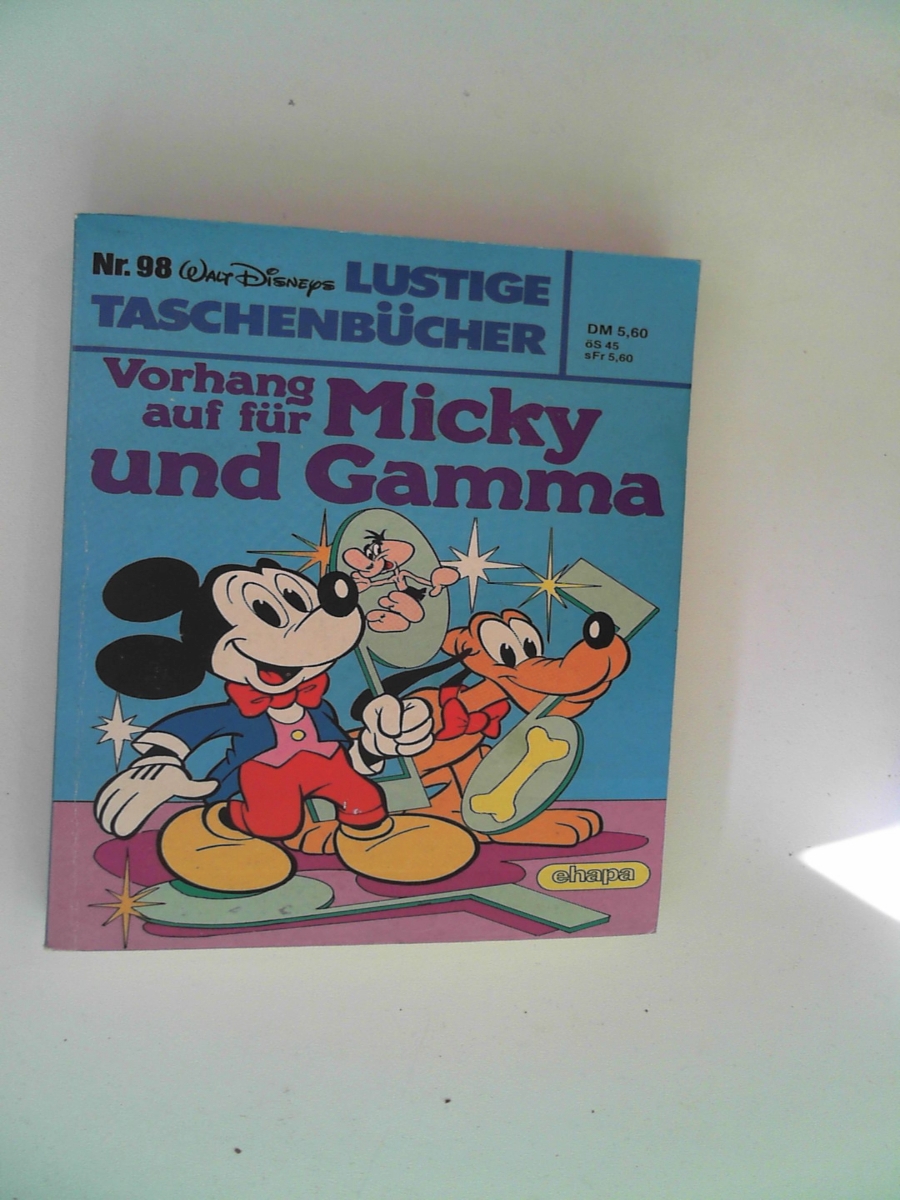 Nr. 98 WALT DISNEYS LUSTIGE
TASCHENBÜCHER
DM 5,60
öS 45
sFr 5,60
Vorhang
auf für Micky
und Gamma
ehapa